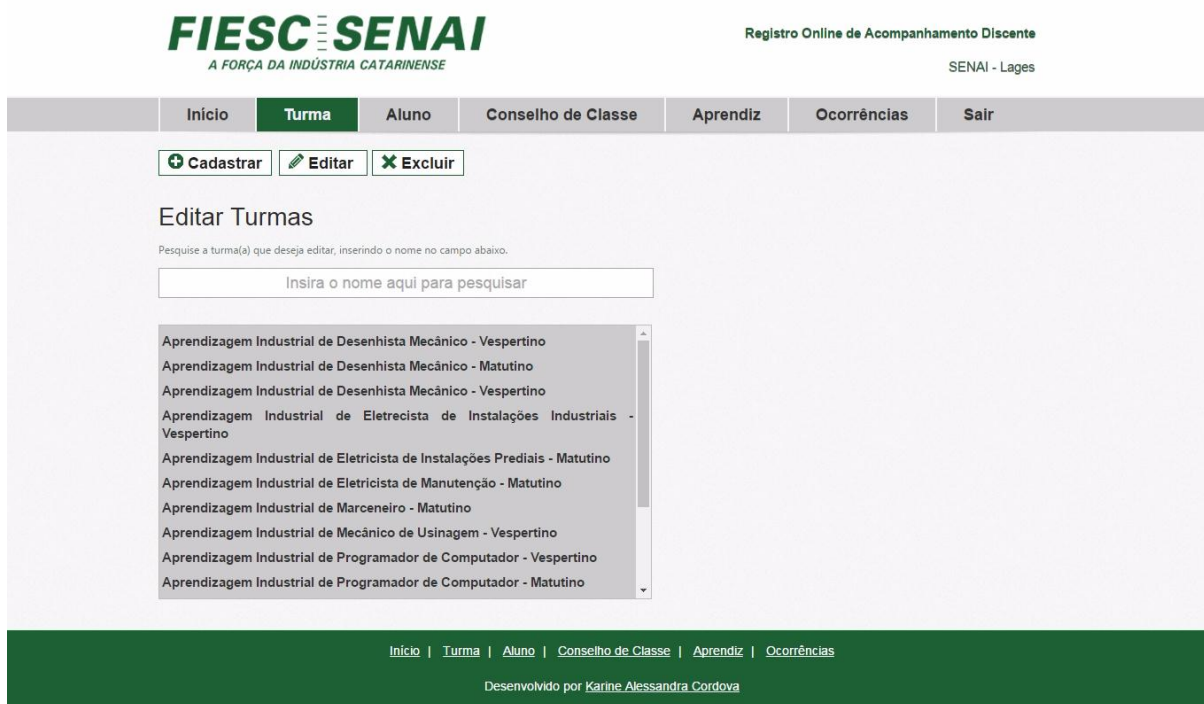 FIESC SENAI
A FORÇA DA INDÚSTRIA CATARINENSE
Registro Online de Acompanhamento Discente
SENAI - Lages
Início Turma Aluno Conselho de Classe Aprendiz Ocorrências Sair
Cadastrar Editar Excluir
Editar Turmas
Pesquise a turma(a) que deseja editar, inserindo o nome no campo abaixo.
Insira o nome aqui para pesquisar
Aprendizagem Industrial de Desenhista Mecânico - Vespertino
Aprendizagem Industrial de Desenhista Mecânico - Matutino
Aprendizagem Industrial de Desenhista Mecânico - Vespertino
Aprendizagem Industrial de Eletrecista de Instalações Industriais -
Vespertino
Aprendizagem Industrial de Eletricista de Instalações Prediais - Matutino
Aprendizagem Industrial de Eletricista de Manutenção - Matutino
Aprendizagem Industrial de Marceneiro - Matutino
Aprendizagem Industrial de Mecânico de Usinagem - Vespertino
Aprendizagem Industrial de Programador de Computador - Vespertino
Aprendizagem Industrial de Programador de Computador - Matutino
Início | Turma | Aluno | Conselho de Classe | Aprendiz | Ocorrências
Desenvolvido por Karine Alessandra Cordova